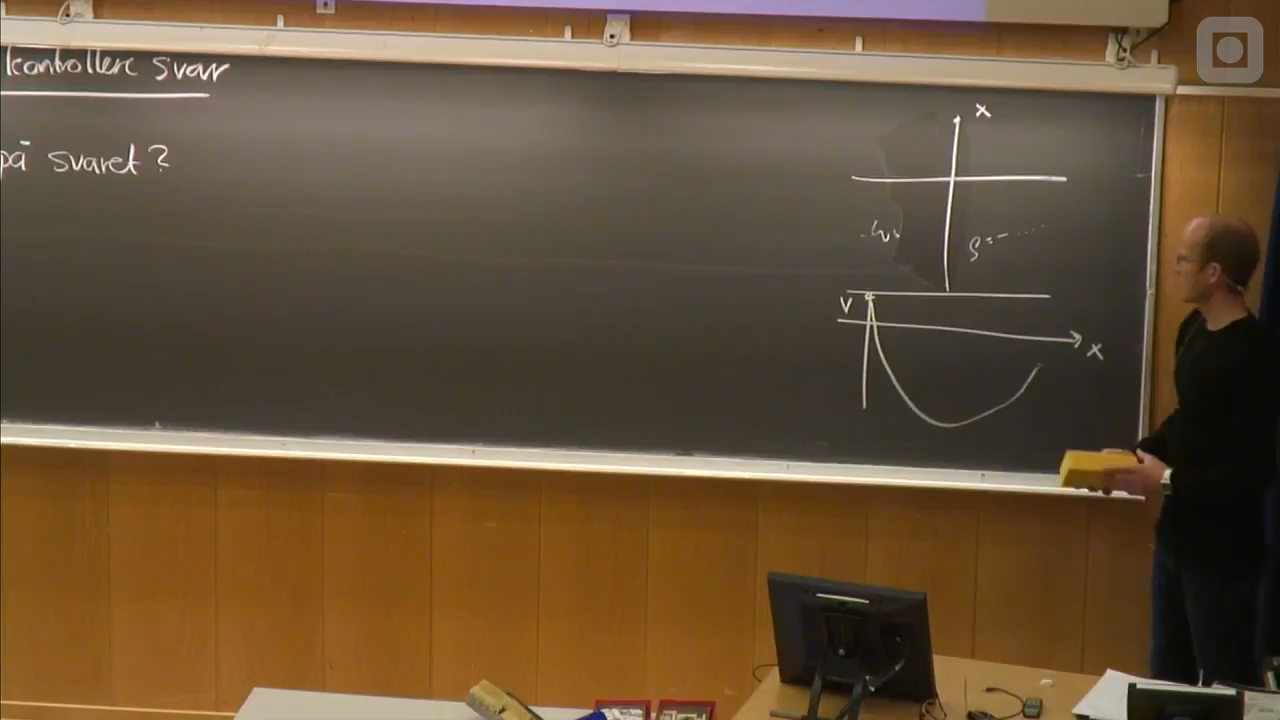 kontrollere svar
på svaret?
x
ρ = - .....
V
x